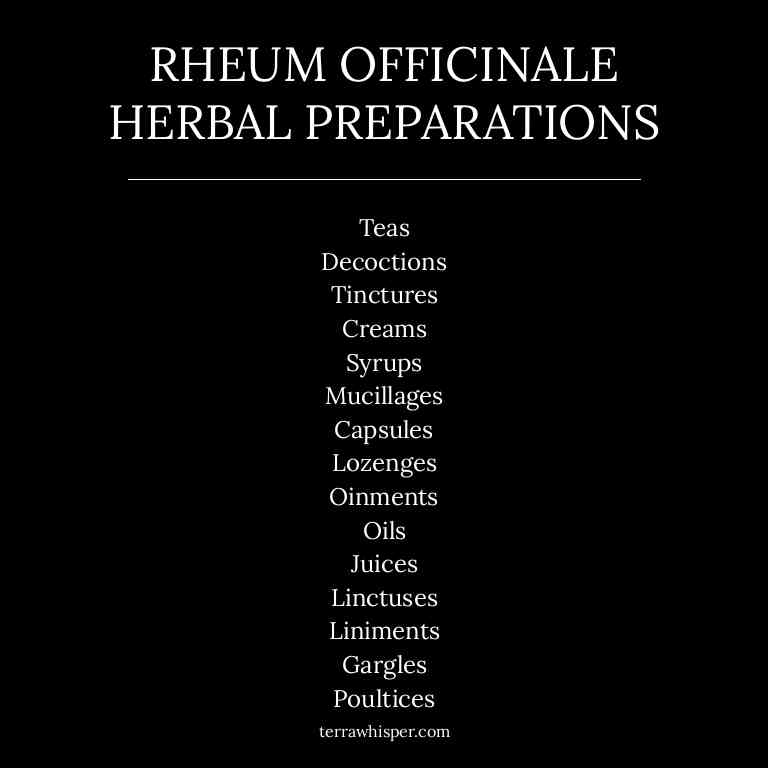 RHEUM OFFICINALE
HERBAL PREPARATIONS
Teas
Decoctions
Tinctures
Creams
Syrups
Mucillages
Capsules
Lozenges
Oinments
Oils
Juices
Linctuses
Liniments
Gargles
Poultices
terrawhisper.com